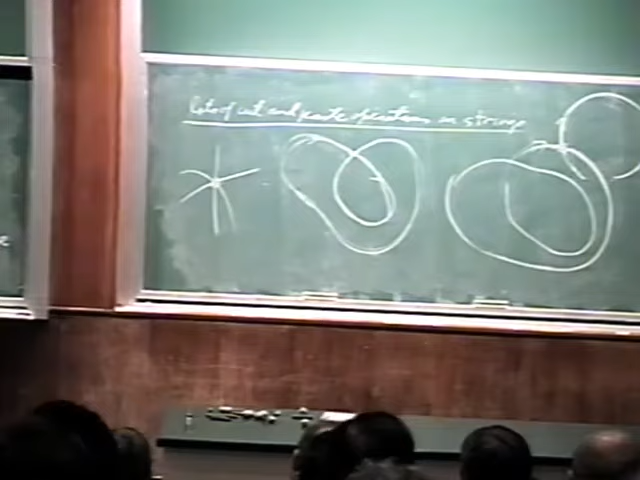 lots of cut and paste operations on strings